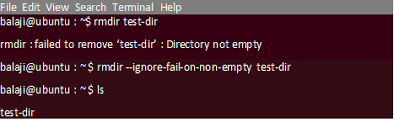 File Edit View Search Terminal Help
balaji@ubuntu : ~$ rmdir test-dir
rmdir : failed to remove ‘test-dir’ : Directory not empty
balaji@ubuntu : ~$ rmdir --ignore-fail-on-non-empty test-dir
balaji@ubuntu : ~$ ls
test-dir